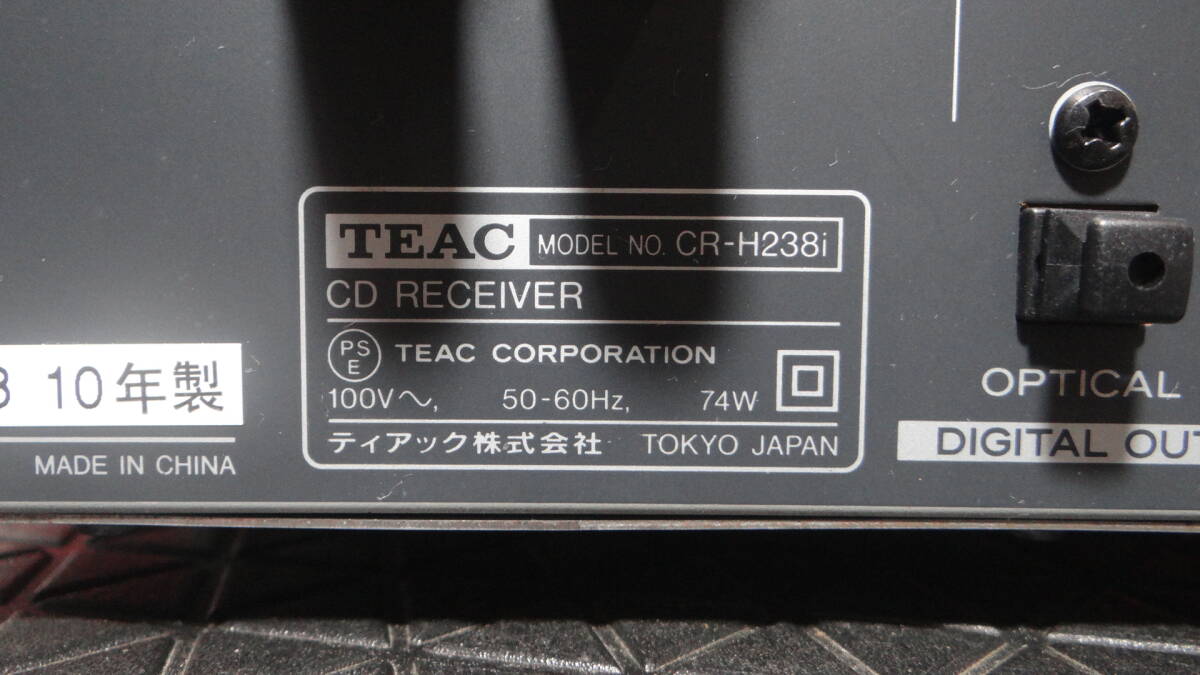 TEAC MODEL NO. CR-H238i
CD RECEIVER
PSE TEAC CORPORATION
100V～, 50-60Hz, 74W
ティアック株式会社 TOKYO JAPAN
10年製
MADE IN CHINA
OPTICAL
DIGITAL OUT